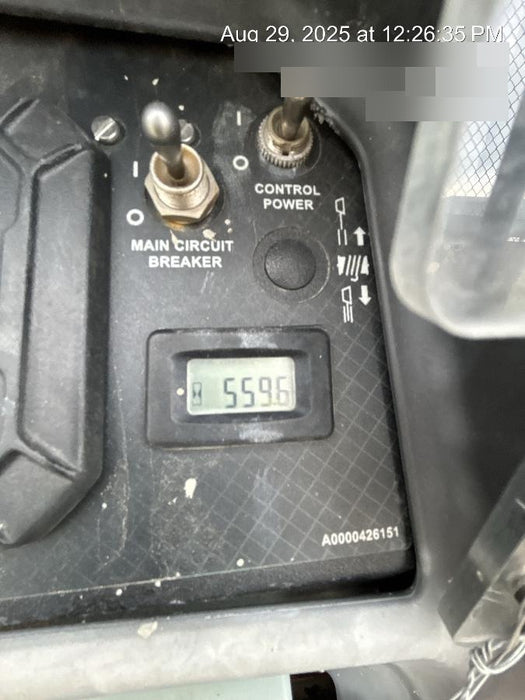 Aug 29, 2025 at 12:26:35 PM
I
I
O
O
CONTROL
POWER
MAIN CIRCUIT
BREAKER
5596
A0000426151